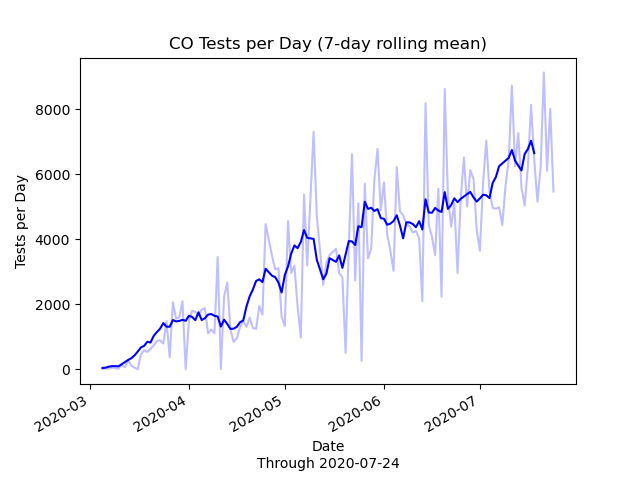 CO Tests per Day (7-day rolling mean)
Tests per Day
8000
6000
4000
2000
0
2020-03
2020-04
2020-05
2020-06
2020-07
Date
Through 2020-07-24